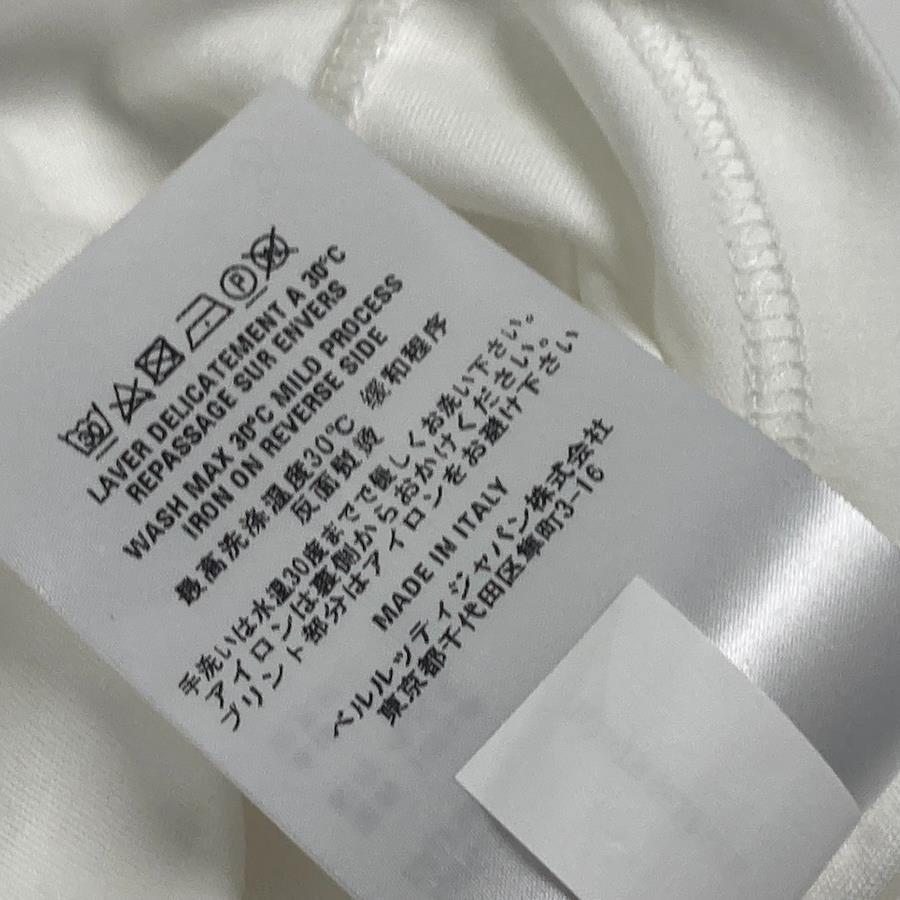 30 P
LAVER DELICATEMENT A 30°C
REPASSAGE SUR ENVERS
WASH MAX 30°C MILD PROCESS
IRON ON REVERSE SIDE
最高洗涤温度30℃ 缓和程序
反面熨烫
手洗いは水温30度までで優しくお洗い下さい。
アイロンは裏側からおかけください。
プリント部分はアイロンをお避け下さい
MADE IN ITALY
ベルルッティジャパン株式会社
東京都千代田区隼町3-16